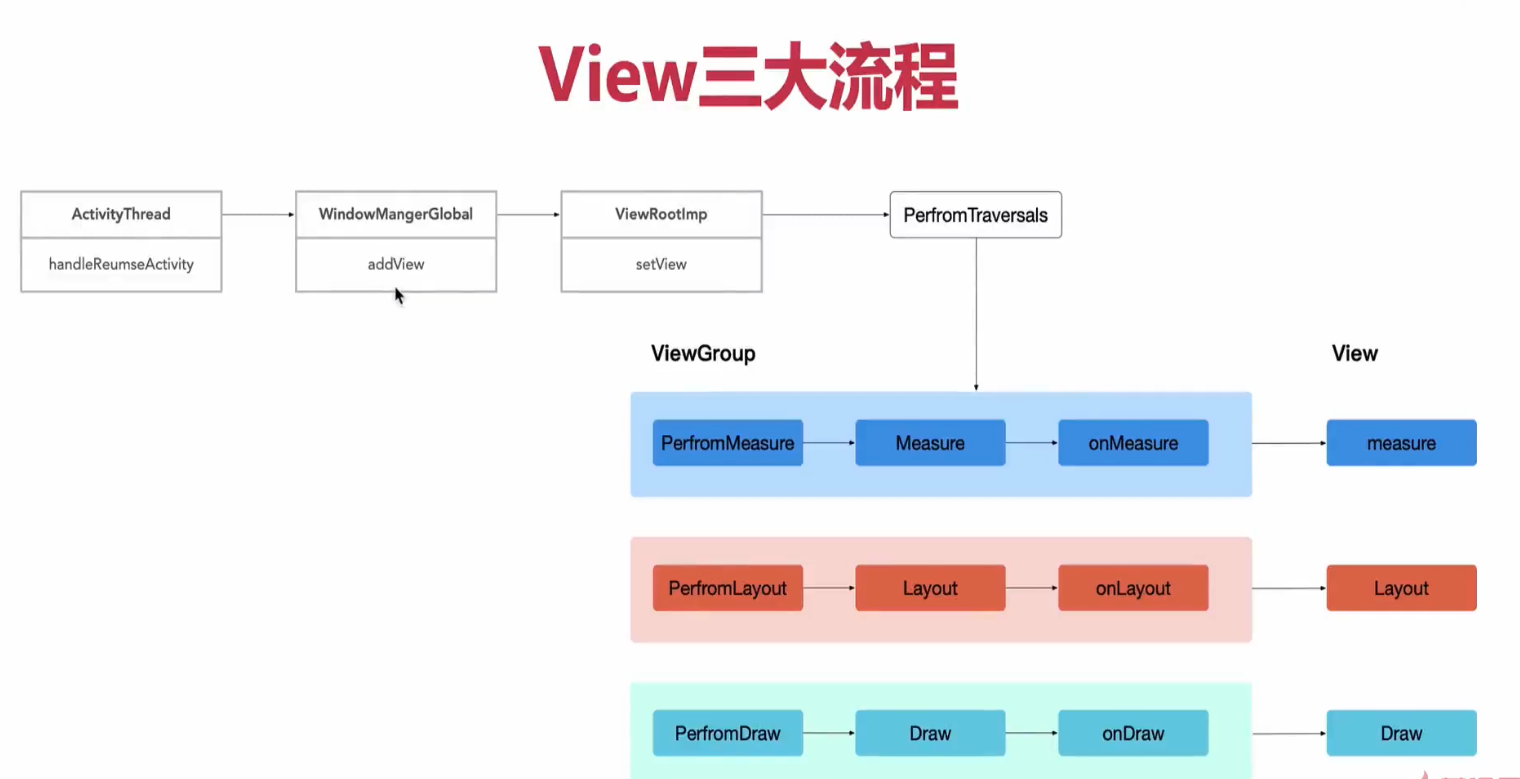 View三大流程
ActivityThread
handleReumseActivity
WindowMangerGlobal
addView
ViewRootImp
setView
PerfromTraversals
ViewGroup
View
PerfromMeasure
Measure
onMeasure
measure
PerfromLayout
Layout
onLayout
Layout
PerfromDraw
Draw
onDraw
Draw